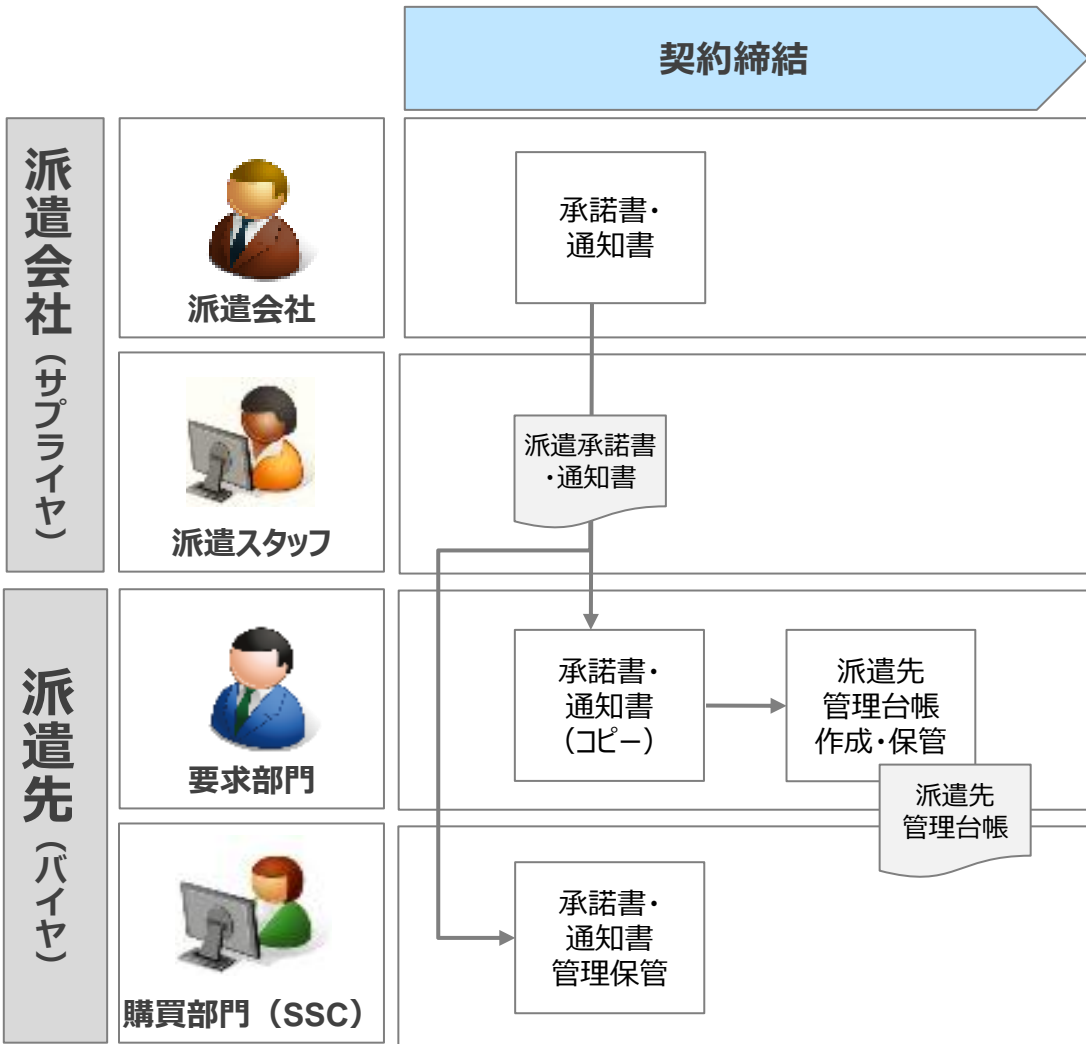 契約締結
派遣会社（サプライヤ）
派遣会社
承諾書・
通知書
派遣スタッフ
派遣承諾書
・通知書
派遣先（バイヤ）
要求部門
承諾書・
通知書
（コピー）
派遣先
管理台帳
作成・保管
派遣先
管理台帳
購買部門（SSC）
承諾書・
通知書
管理保管